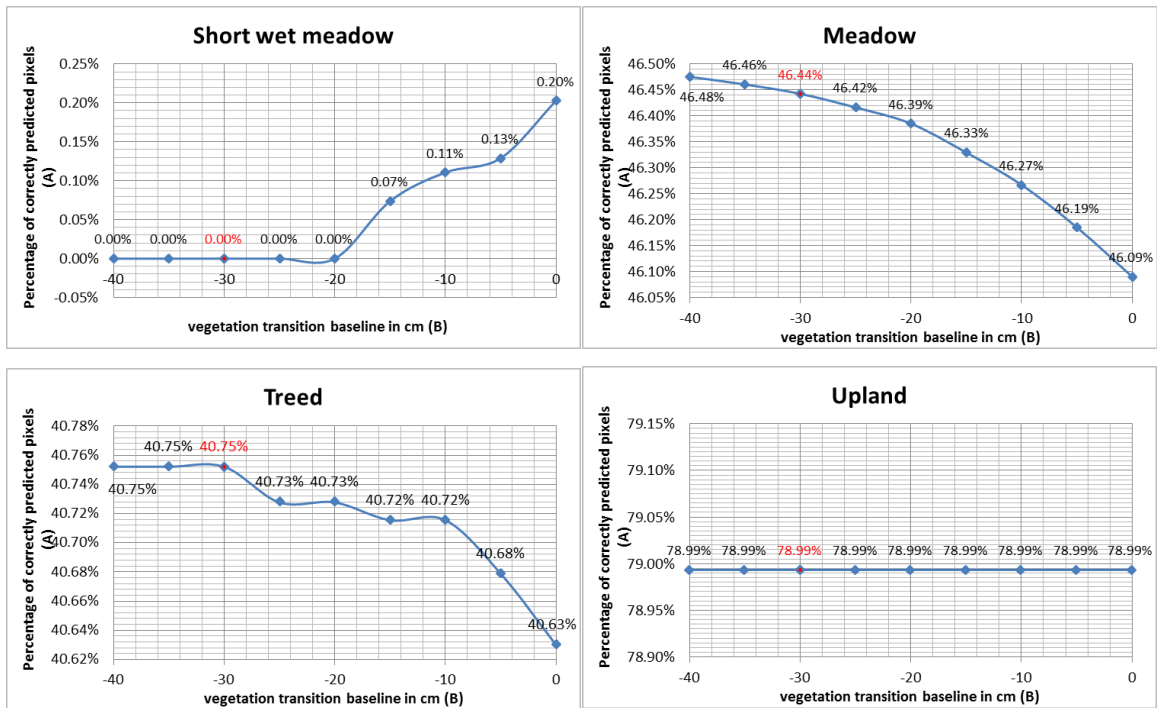 Short wet meadow
Percentage of correctly predicted pixels
(A)
0.25%
0.20%
0.15%
0.10%
0.05%
0.00%
-0.05%
0.00% 0.00% 0.00% 0.00% 0.00% 0.07% 0.11% 0.13% 0.20%
-40 -30 -20 -10 0
vegetation transition baseline in cm (B)
Meadow
Percentage of correctly predicted pixels
(A)
46.50%
46.45%
46.40%
46.35%
46.30%
46.25%
46.20%
46.15%
46.10%
46.05%
46.48% 46.46% 46.44% 46.42% 46.39% 46.33% 46.27% 46.19% 46.09%
-40 -30 -20 -10 0
vegetation transition baseline in cm (B)
Treed
Percentage of correctly predicted pixels
(A)
40.78%
40.76%
40.74%
40.72%
40.70%
40.68%
40.66%
40.64%
40.62%
40.75% 40.75% 40.75% 40.73% 40.73% 40.72% 40.72% 40.68% 40.63%
-40 -30 -20 -10 0
vegetation transition baseline in cm (B)
Upland
Percentage of correctly predicted pixels
(A)
79.15%
79.10%
79.05%
79.00%
78.95%
78.90%
78.99% 78.99% 78.99% 78.99% 78.99% 78.99% 78.99% 78.99% 78.99%
-40 -30 -20 -10 0
vegetation transition baseline in cm (B)